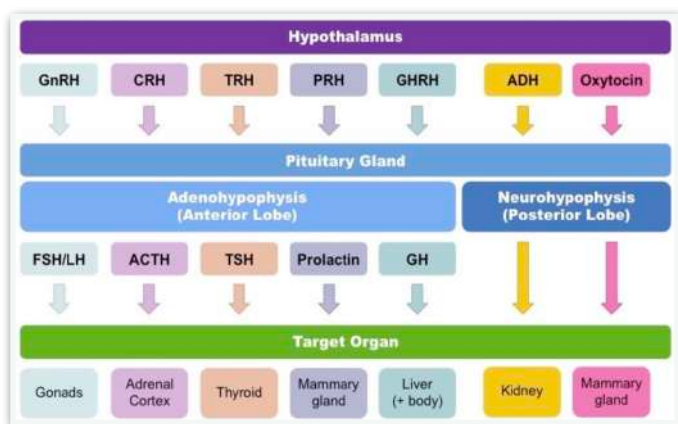 Hypothalamus
GnRH CRH TRH PRH GHRH ADH Oxytocin
Pituitary Gland
Adenohypophysis
(Anterior Lobe)
Neurohypophysis
(Posterior Lobe)
FSH/LH ACTH TSH Prolactin GH
Target Organ
Gonads
Adrenal
Cortex
Thyroid
Mammary
gland
Liver
(+ body)
Kidney
Mammary
gland